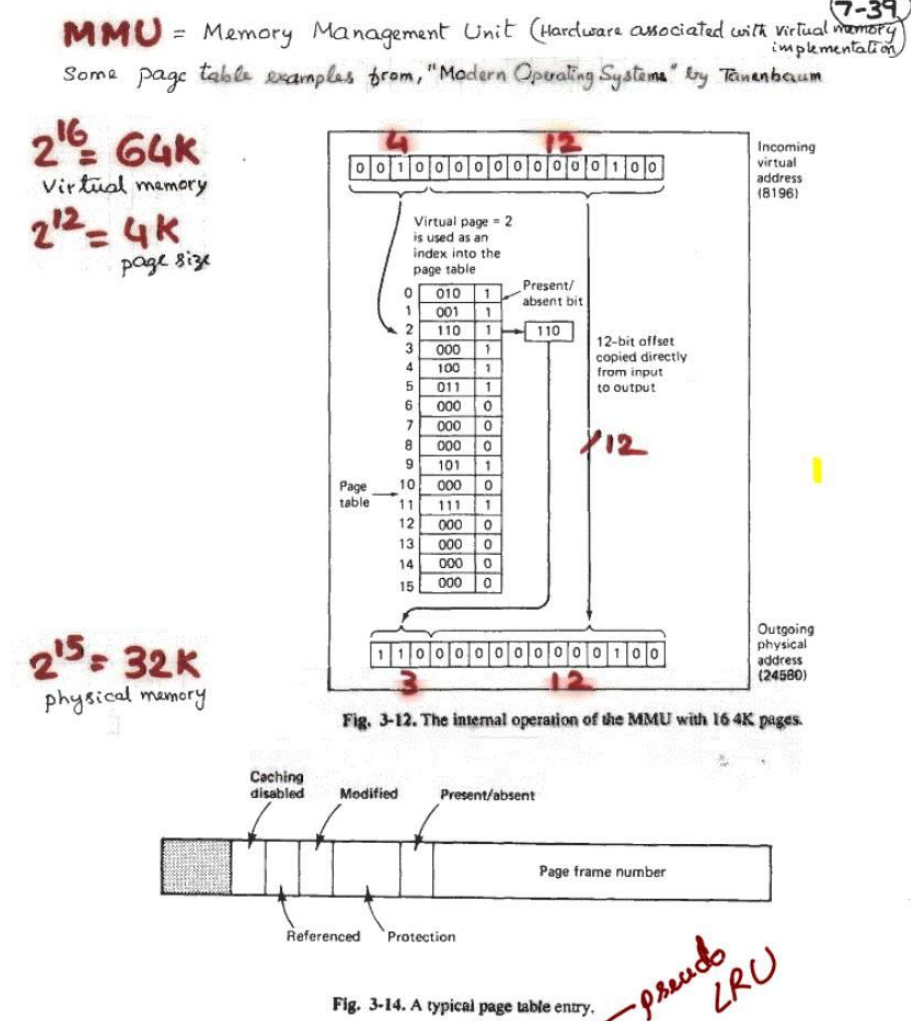 7-39
MMU = Memory Management Unit (Hardware associated with virtual memory
implementation)
Some page table examples from, "Modern Operating Systems" by Tanenbaum
2^16 = 64K
Virtual memory
2^12 = 4K
page size
4 12
0 0 1 0 0 0 0 0 0 0 0 0 0 1 0 0
Incoming
virtual
address
(8196)
Virtual page = 2
is used as an
index into the
page table
Present/
absent bit
0 010 1
1 001 1
2 110 1
110
3 000 1
4 100 1
5 011 1
6 000 0
7 000 0
8 000 0
9 101 1
10 000 0
11 111 1
12 000 0
13 000 0
14 000 0
15 000 0
Page
table
12-bit offset
copied directly
from input
to output
/12
1 1 0 0 0 0 0 0 0 0 0 0 1 0 0
3 12
Outgoing
physical
address
(24580)
2^15 = 32K
physical memory
Fig. 3-12. The internal operation of the MMU with 16 4K pages.
Caching
disabled
Modified
Present/absent
Page frame number
Referenced
Protection
Fig. 3-14. A typical page table entry.
pseudo
LRU